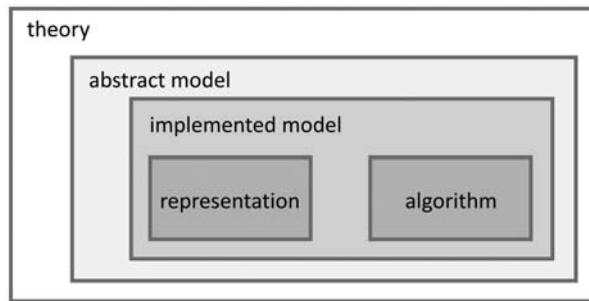 theory
abstract model
implemented model
representation
algorithm